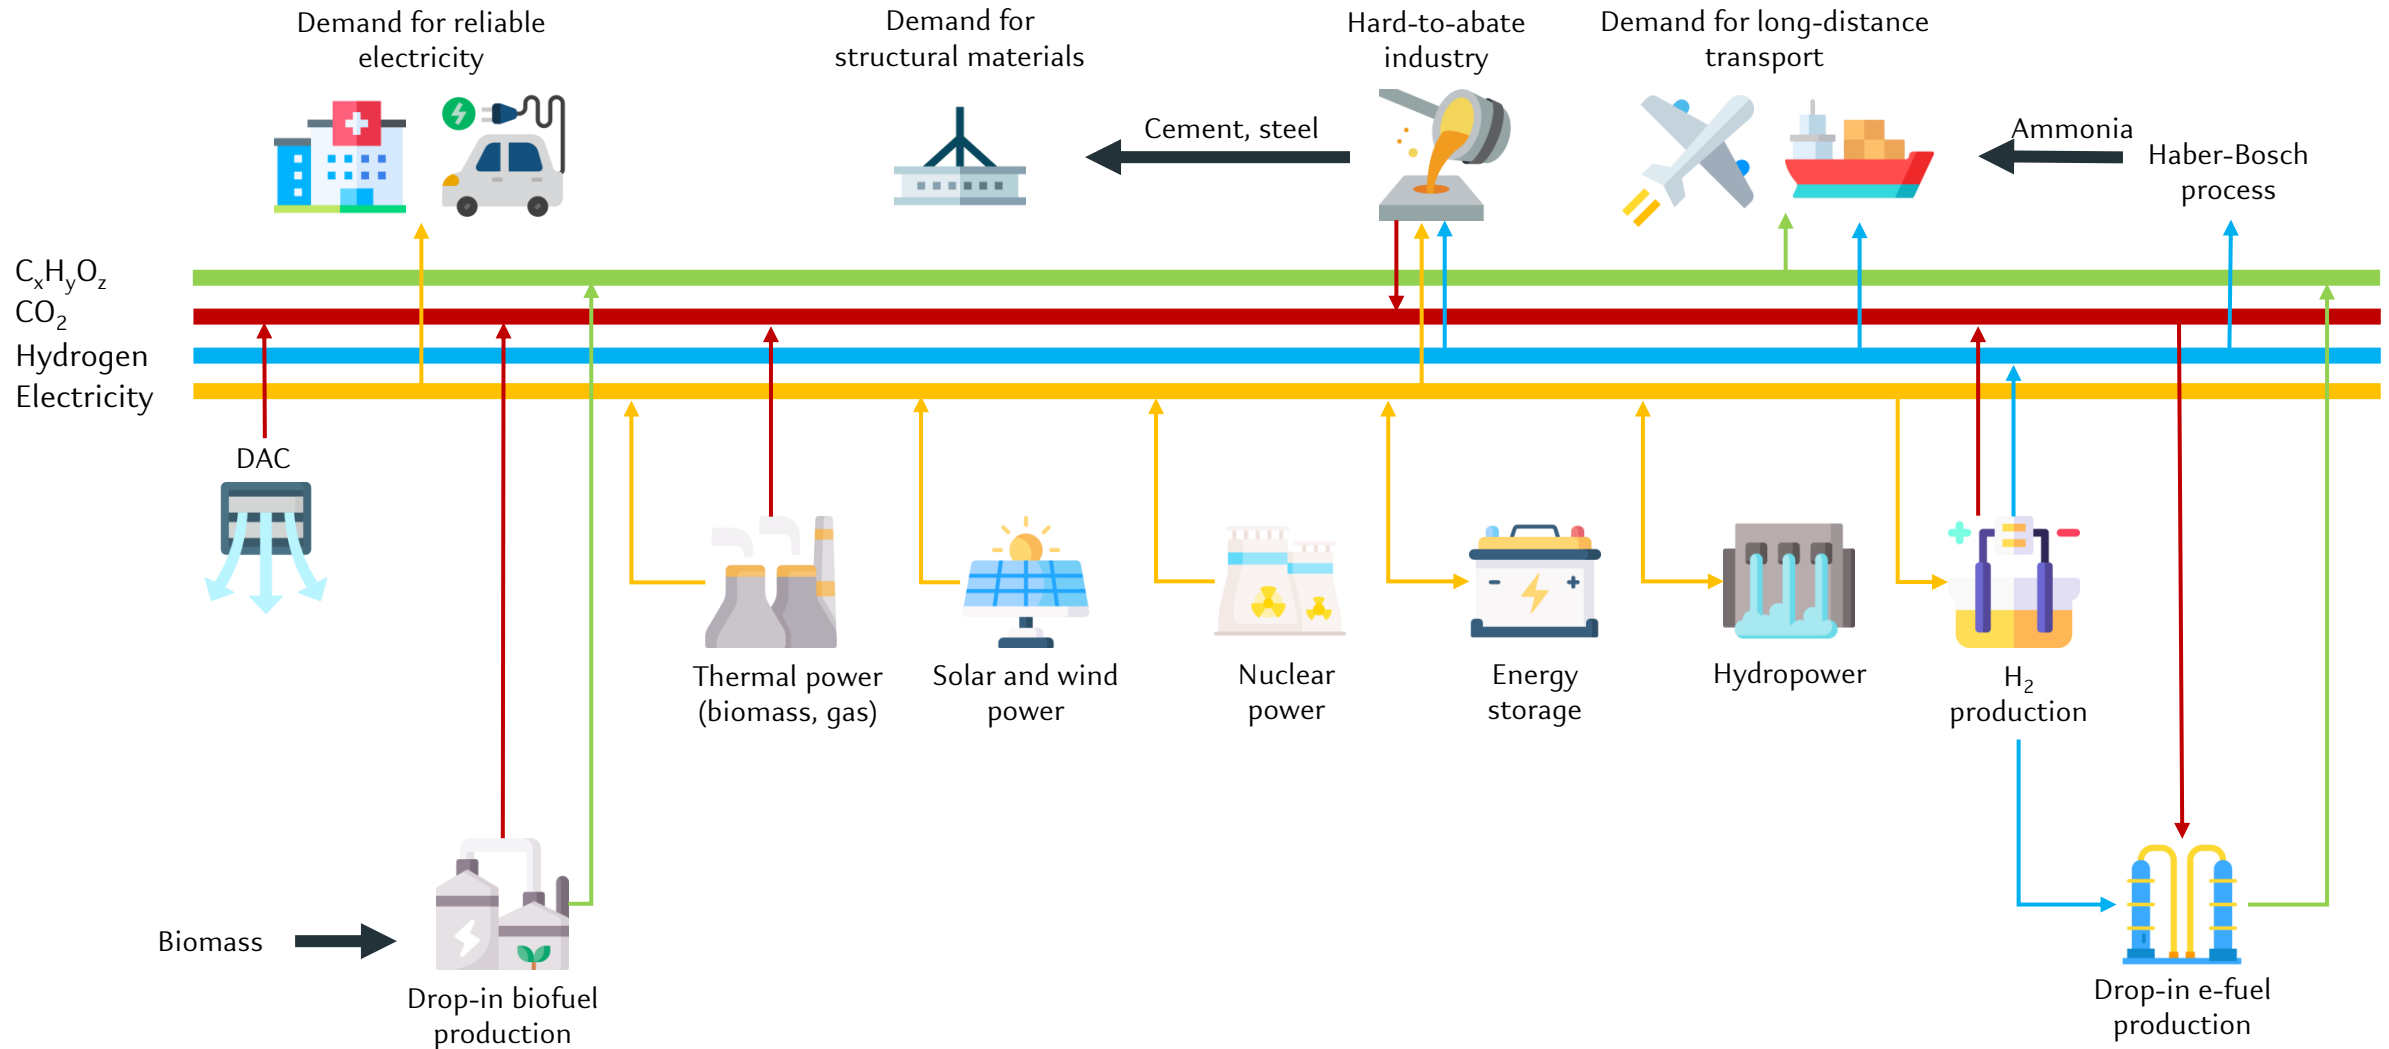 Demand for reliable
electricity
Demand for
structural materials
Hard-to-abate
industry
Demand for long-distance
transport
Cement, steel
Ammonia
Haber-Bosch
process
CₓHᵧO_z
CO₂
Hydrogen
Electricity
DAC
Thermal power
(biomass, gas)
Solar and wind
power
Nuclear
power
Energy
storage
Hydropower
H₂
production
Biomass
Drop-in biofuel
production
Drop-in e-fuel
production